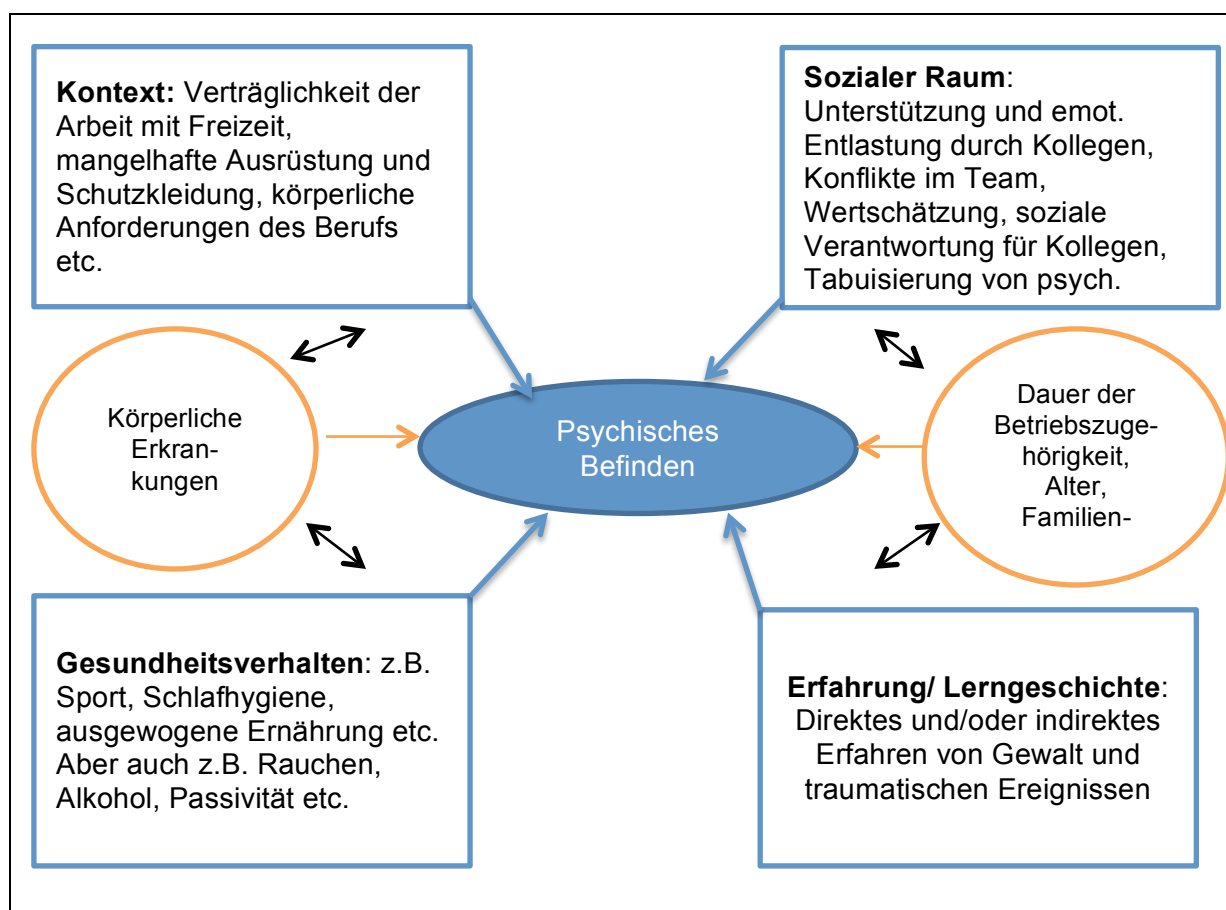 Kontext: Verträglichkeit der
Arbeit mit Freizeit,
mangelhafte Ausrüstung und
Schutzkleidung, körperliche
Anforderungen des Berufs
etc.
Sozialer Raum:
Unterstützung und emot.
Entlastung durch Kollegen,
Konflikte im Team,
Wertschätzung, soziale
Verantwortung für Kollegen,
Tabuisierung von psych.
Körperliche
Erkran-
kungen
Psychisches
Befinden
Dauer der
Betriebszuge-
hörigkeit,
Alter,
Familien-
Gesundheitsverhalten: z.B.
Sport, Schlafhygiene,
ausgewogene Ernährung etc.
Aber auch z.B. Rauchen,
Alkohol, Passivität etc.
Erfahrung/ Lerngeschichte:
Direktes und/oder indirektes
Erfahren von Gewalt und
traumatischen Ereignissen